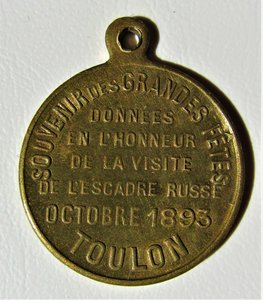 SOUVENIR DES GRANDES FÊTES
DONNÉES
EN L'HONNEUR
DE LA VISITE
DE L'ESCADRE RUSSE
OCTOBRE 1893
TOULON